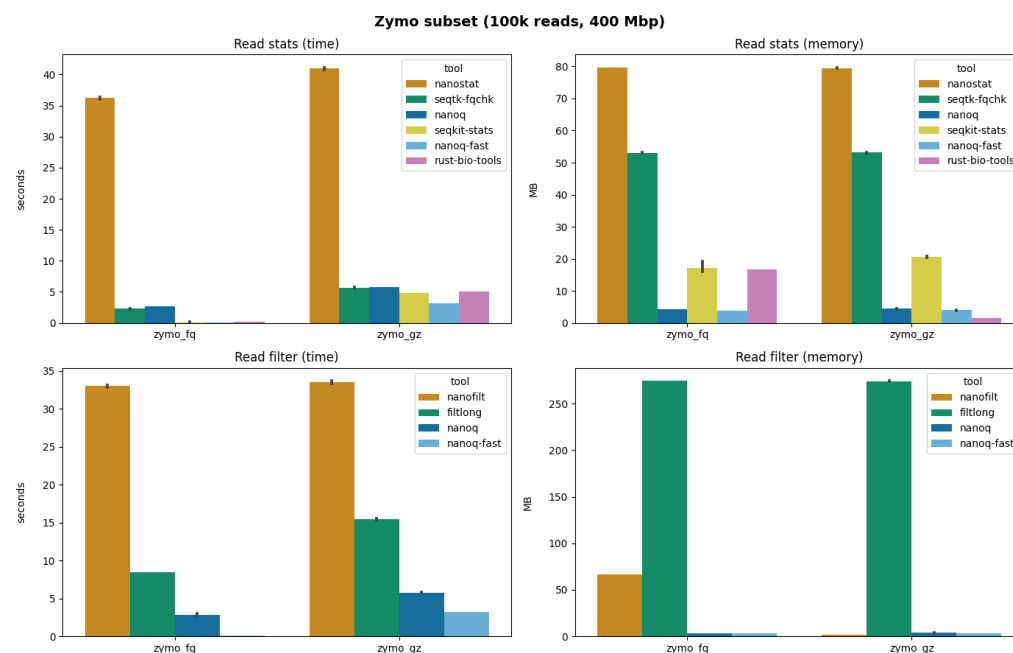 Zymo subset (100k reads, 400 Mbp)
Read stats (time)
seconds
40
35
30
25
20
15
10
5
0
zymo_fq
zymo_gz
tool
nanostat
seqtk-fqchk
nanoq
seqkit-stats
nanoq-fast
rust-bio-tools
Read stats (memory)
MB
80
70
60
50
40
30
20
10
0
zymo_fq
zymo_gz
tool
nanostat
seqtk-fqchk
nanoq
seqkit-stats
nanoq-fast
rust-bio-tools
Read filter (time)
seconds
35
30
25
20
15
10
5
0
zymo_fq
zymo_gz
tool
nanofilt
filtlong
nanoq
nanoq-fast
Read filter (memory)
MB
250
200
150
100
50
0
zymo_fq
zymo_gz
tool
nanofilt
filtlong
nanoq
nanoq-fast